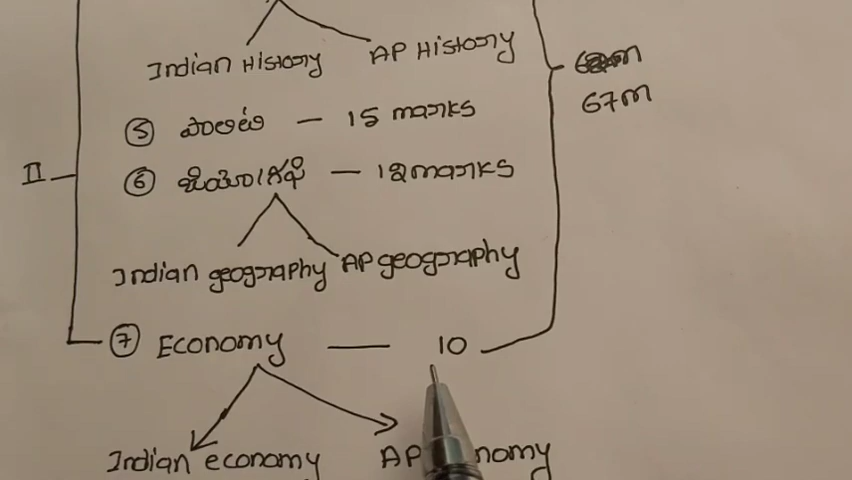 Indian History AP History
67m
⑤ పాలిటి — 15 marks
II
⑥ జియోగ్రఫీ — 12 marks
Indian geography AP geography
⑦ Economy — 10
Indian economy AP